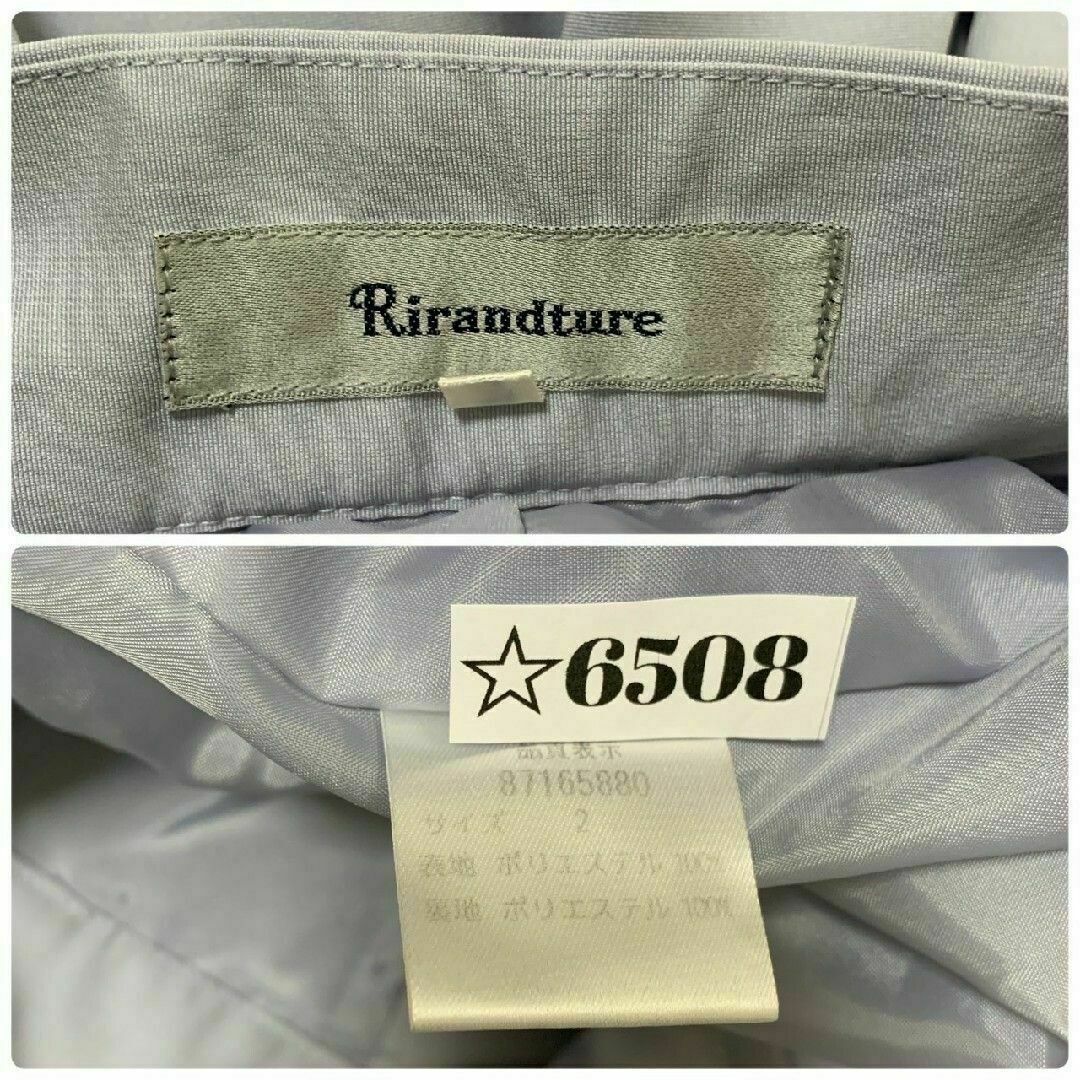 Rirandture
☆6508
品質表示
87165880
サイズ 2
表地 ポリエステル 100%
裏地 ポリエステル 100%